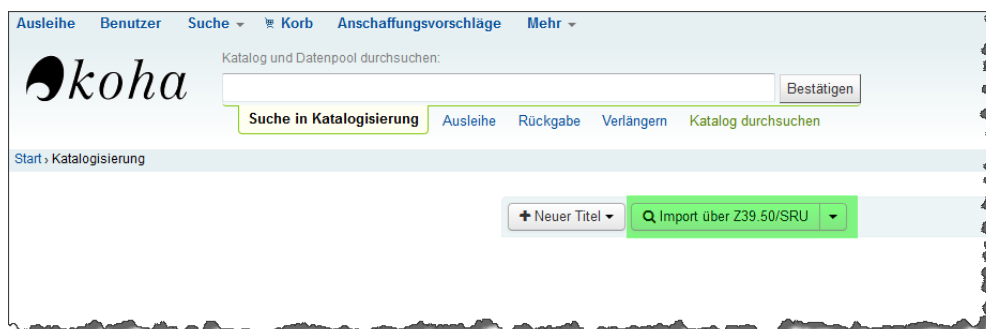 Ausleihe Benutzer Suche Korb Anschaffungsvorschläge Mehr
Katalog und Datenpool durchsuchen:
koha
Bestätigen
Suche in Katalogisierung Ausleihe Rückgabe Verlängern Katalog durchsuchen
Start › Katalogisierung
Neuer Titel Import über Z39.50/SRU